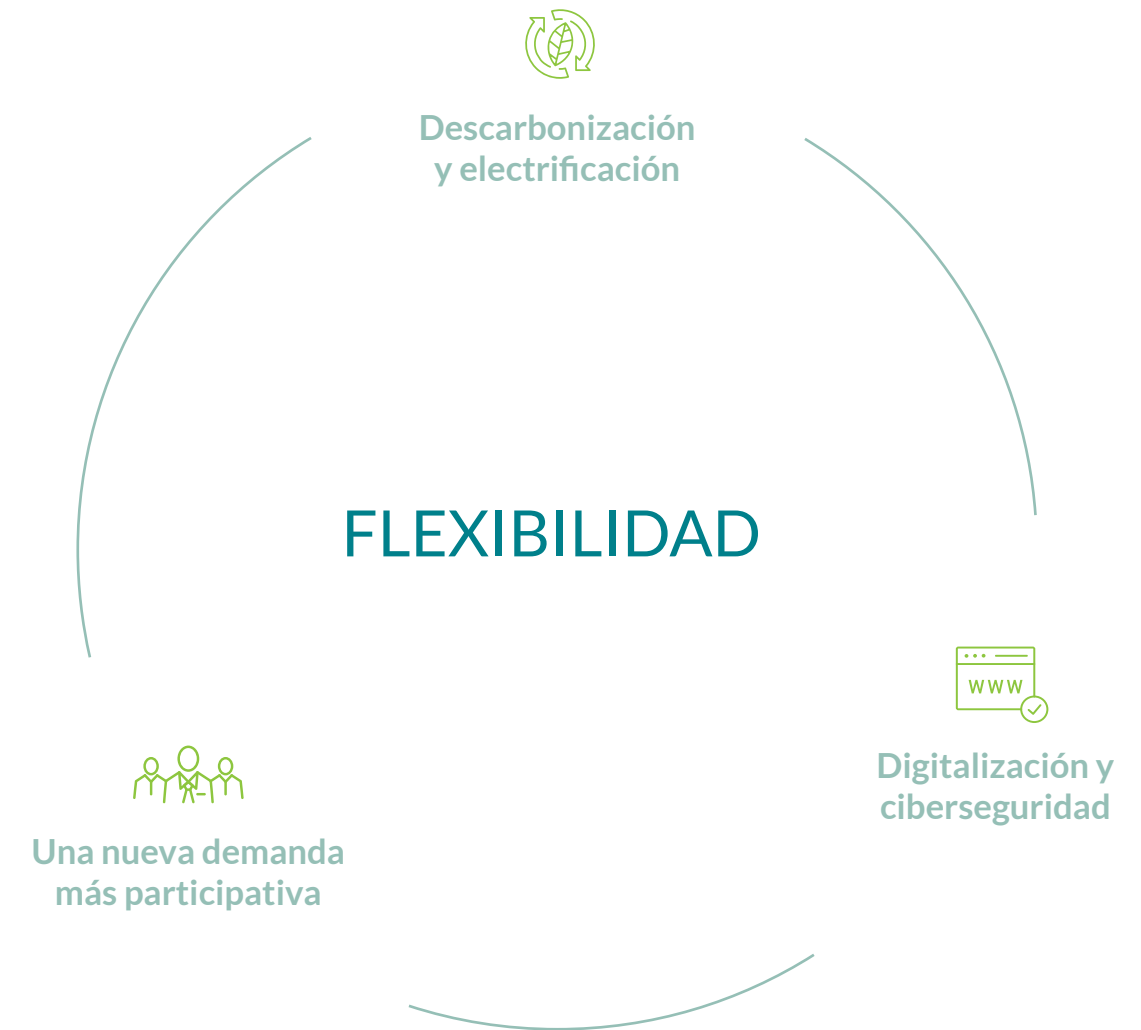 Descarbonización
y electrificación
FLEXIBILIDAD
WWW
Digitalización y
ciberseguridad
Una nueva demanda
más participativa